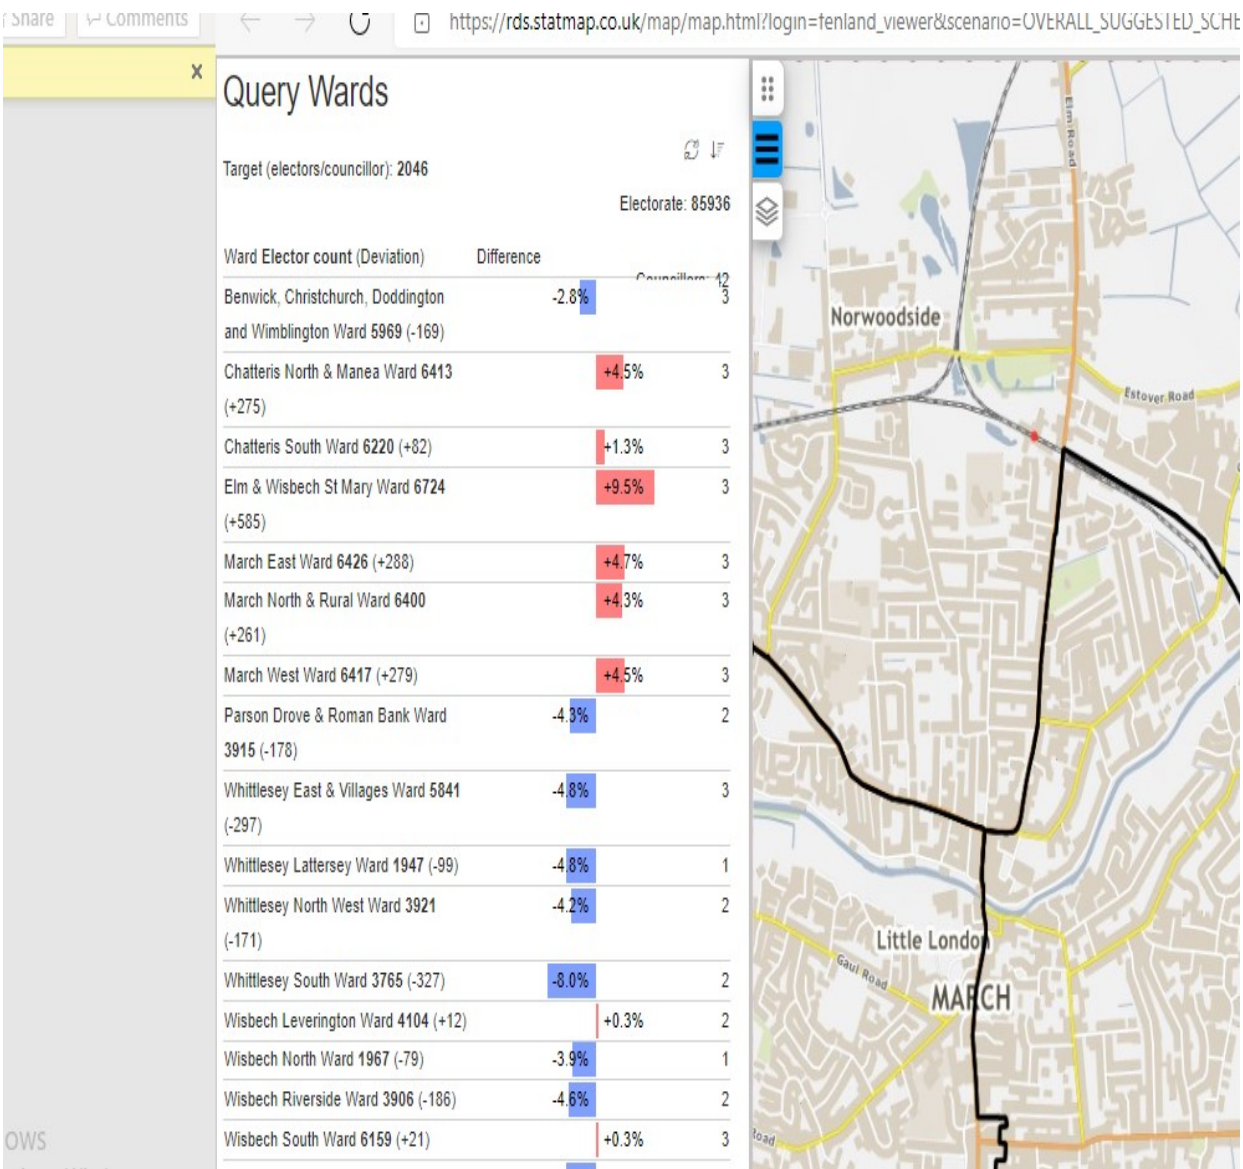 Share
Comments
https://rds.statmap.co.uk/map/map.html?login=fenland_viewer&scenario=OVERALL_SUGGESTED_SCHE
x
Query Wards
Target (electors/councillor): 2046
Electorate: 85936
Ward Elector count (Deviation) Difference
Councillors: 42
Benwick, Christchurch, Doddington -2.8% 3
and Wimblington Ward 5969 (-169)
Chatteris North & Manea Ward 6413 +4.5% 3
(+275)
Chatteris South Ward 6220 (+82) +1.3% 3
Elm & Wisbech St Mary Ward 6724 +9.5% 3
(+585)
March East Ward 6426 (+288) +4.7% 3
March North & Rural Ward 6400 +4.3% 3
(+261)
March West Ward 6417 (+279) +4.5% 3
Parson Drove & Roman Bank Ward -4.3% 2
3915 (-178)
Whittlesey East & Villages Ward 5841 -4.8% 3
(-297)
Whittlesey Lattersey Ward 1947 (-99) -4.8% 1
Whittlesey North West Ward 3921 -4.2% 2
(-171)
Whittlesey South Ward 3765 (-327) -8.0% 2
Wisbech Leverington Ward 4104 (+12) +0.3% 2
Wisbech North Ward 1967 (-79) -3.9% 1
Wisbech Riverside Ward 3906 (-186) -4.6% 2
Wisbech South Ward 6159 (+21) +0.3% 3
Elm Road
Norwoodside
Estover Road
Little London
Gaul Road
MARCH
Road
ows